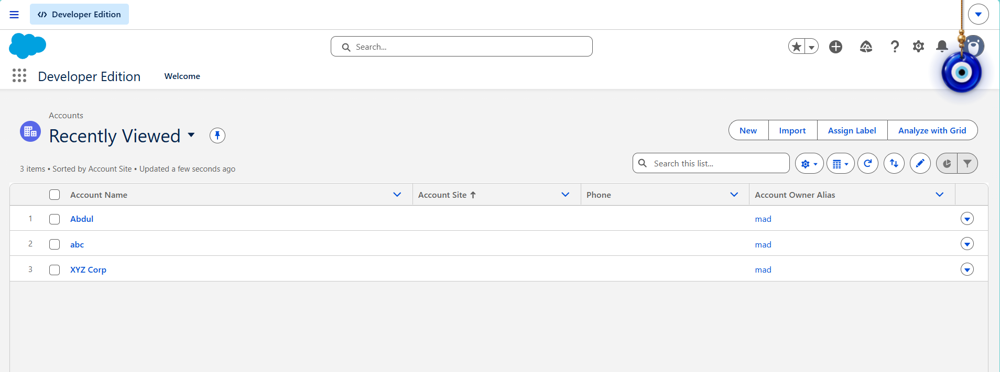 Developer Edition
Search...
Developer Edition Welcome
Accounts
Recently Viewed
New Import Assign Label Analyze with Grid
3 items • Sorted by Account Site • Updated a few seconds ago
Search this list...
Account Name Account Site Phone Account Owner Alias
1 Abdul mad
2 abc mad
3 XYZ Corp mad